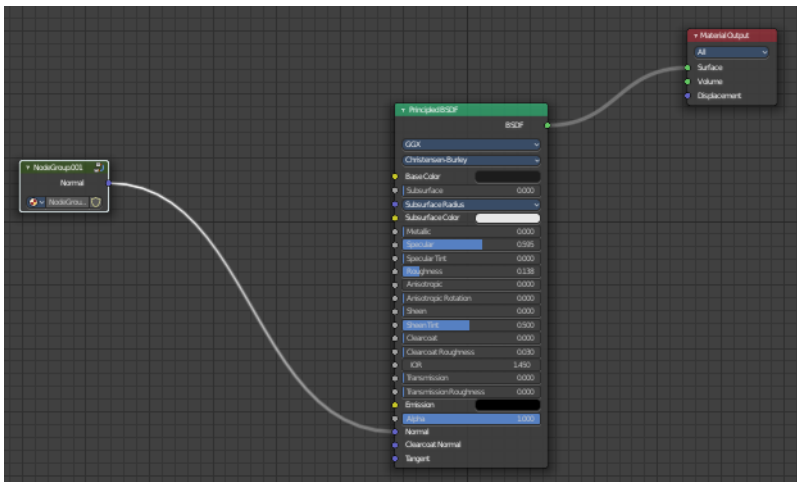 NodeGroup.001
Normal
NodeGrou...
Principled BSDF
BSDF
GGX
Christensen-Burley
Base Color
Subsurface 0.000
Subsurface Radius
Subsurface Color
Metallic 0.000
Specular 0.595
Specular Tint 0.000
Roughness 0.138
Anisotropic 0.000
Anisotropic Rotation 0.000
Sheen 0.000
Sheen Tint 0.500
Clearcoat 0.000
Clearcoat Roughness 0.030
IOR 1.450
Transmission 0.000
Transmission Roughness 0.000
Emission
Alpha 1.000
Normal
Clearcoat Normal
Tangent
Material Output
All
Surface
Volume
Displacement